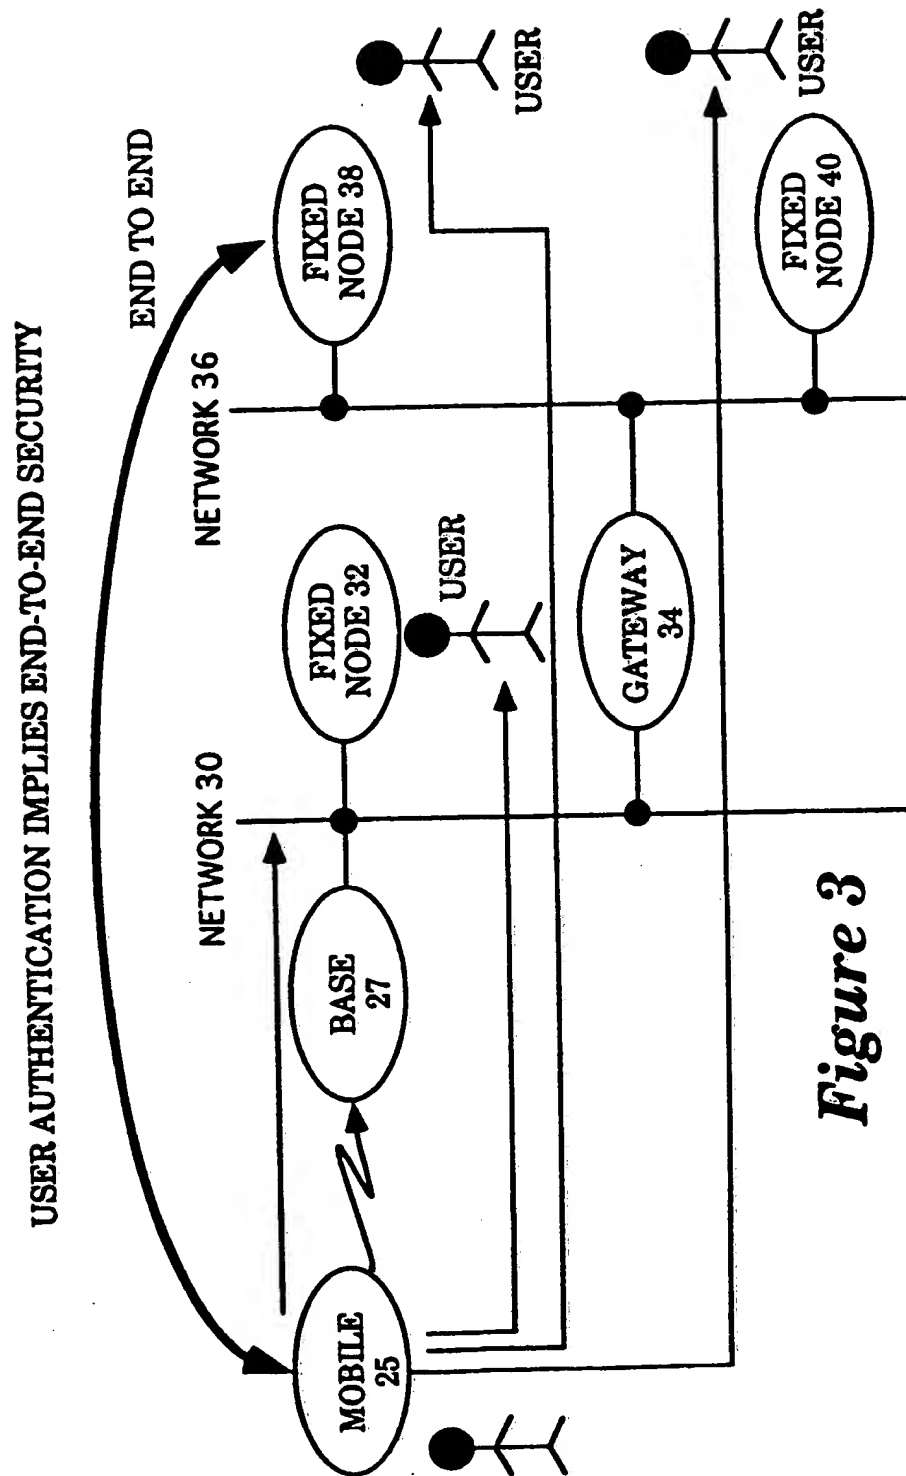 USER AUTHENTICATION IMPLIES END-TO-END SECURITY
END TO END
NETWORK 30
NETWORK 36
MOBILE
25
BASE
27
FIXED
NODE 32
USER
FIXED
NODE 38
USER
GATEWAY
34
FIXED
NODE 40
USER
Figure 3